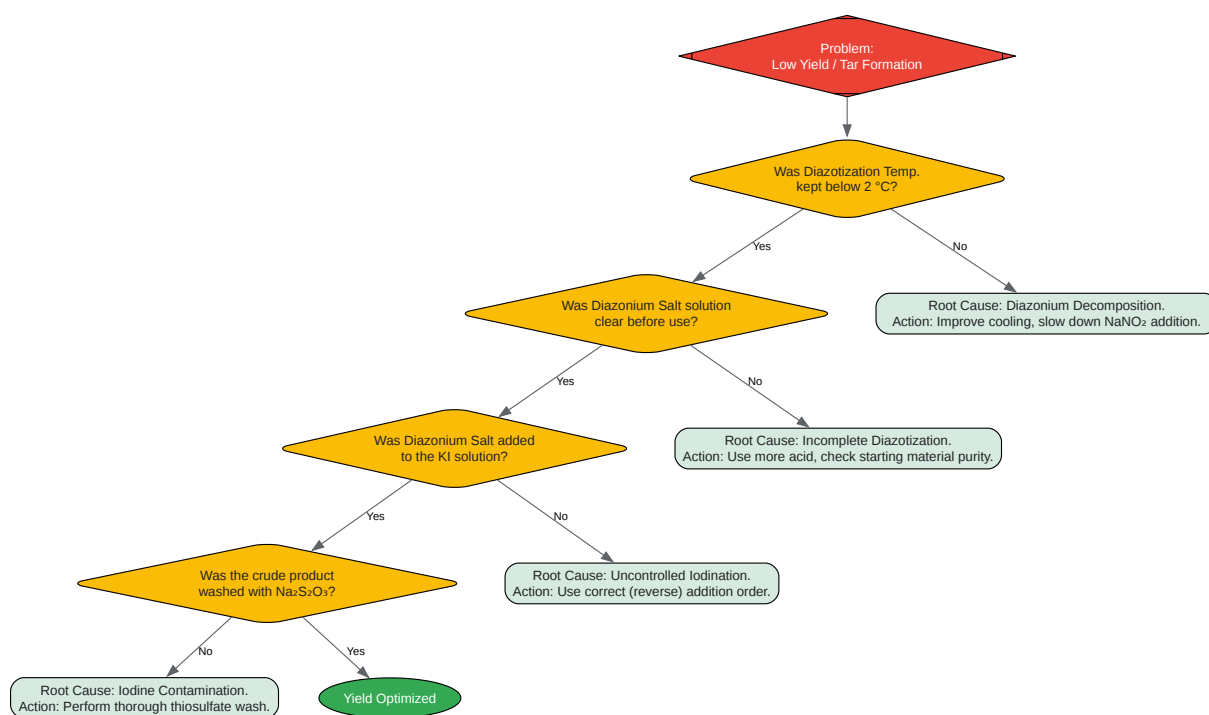 Problem:
Low Yield / Tar Formation
Was Diazotization Temp.
kept below 2 °C?
Yes
No
Was Diazonium Salt solution
clear before use?
Root Cause: Diazonium Decomposition.
Action: Improve cooling, slow down NaNO₂ addition.
Yes
No
Was Diazonium Salt added
to the KI solution?
Root Cause: Incomplete Diazotization.
Action: Use more acid, check starting material purity.
Yes
No
Was the crude product
washed with Na₂S₂O₃?
Root Cause: Uncontrolled Iodination.
Action: Use correct (reverse) addition order.
No
Yes
Root Cause: Iodine Contamination.
Action: Perform thorough thiosulfate wash.
Yield Optimized